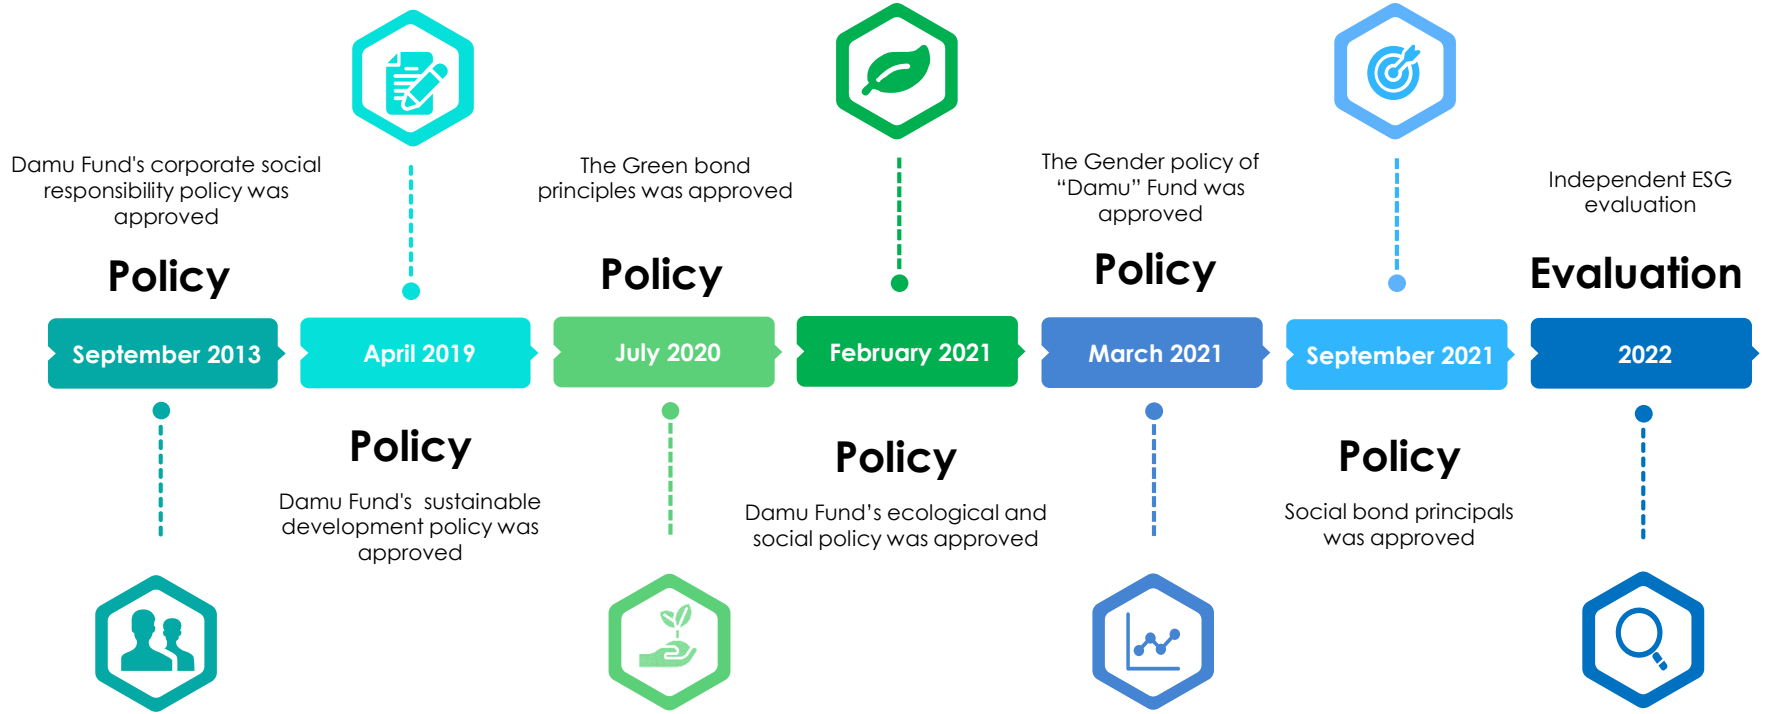 Damu Fund's corporate social
responsibility policy was
approved
Policy
September 2013
April 2019
Policy
Damu Fund's  sustainable
development policy was
approved
The Green bond
principles was approved
Policy
July 2020
February 2021
Policy
Damu Fund’s ecological and
social policy was approved
The Gender policy of
“Damu” Fund was
approved
Policy
March 2021
September 2021
Policy
Social bond principals
was approved
Independent ESG
evaluation
Evaluation
2022